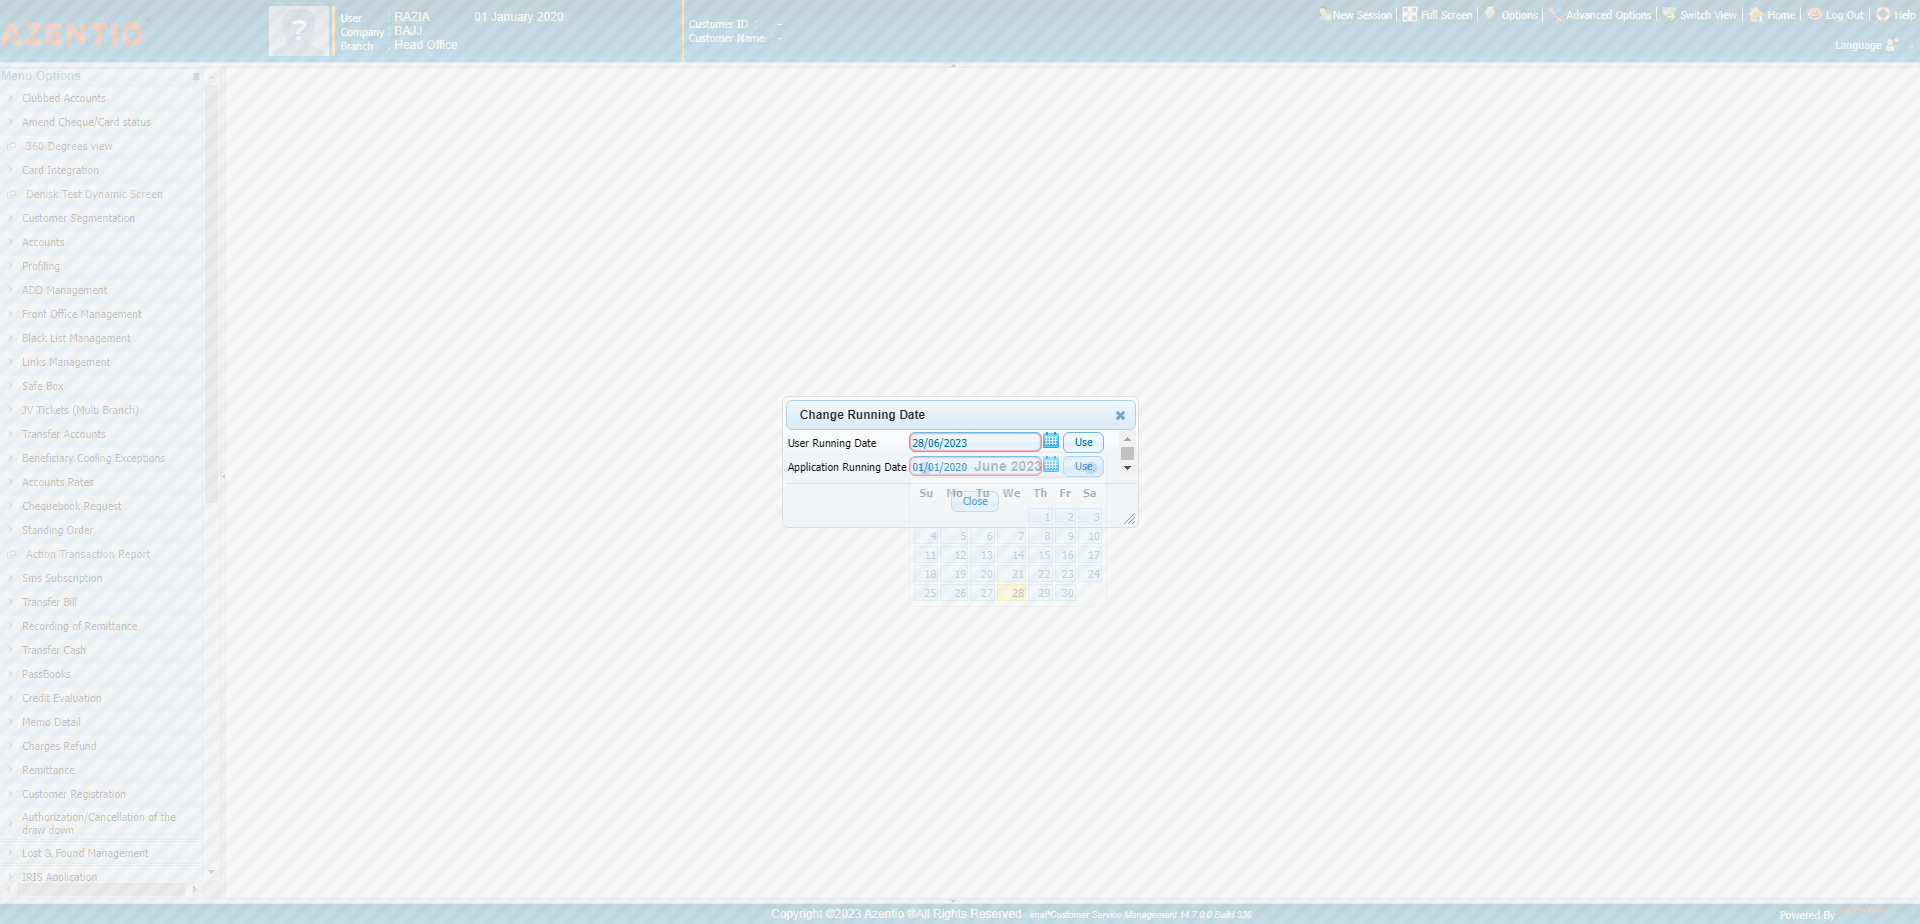 AZENTIO
User : RAZIA 01 January 2020
Company : BAJJ
Branch : Head Office
Customer ID : -
Customer Name : -
New Session | Full Screen | Options | Advanced Options | Switch View | Home | Log Out | Help
Language
Menu Options
Clubbed Accounts
Amend Cheque/Card status
360 Degrees view
Card Integration
Denisk Test Dynamic Screen
Customer Segmentation
Accounts
Profiling
ADD Management
Front Office Management
Black List Management
Links Management
Safe Box
JV Tickets (Multi Branch)
Transfer Accounts
Beneficiary Cooling Exceptions
Accounts Rates
Chequebook Request
Standing Order
Action Transaction Report
Sms Subscription
Transfer Bill
Recording of Remittance
Transfer Cash
PassBooks
Credit Evaluation
Memo Detail
Charges Refund
Remittance
Customer Registration
Authorization/Cancellation of the
draw down
Lost & Found Management
IRIS Application
Change Running Date
User Running Date 28/06/2023 Use
Application Running Date 01/01/2020 Use
June 2023
Su Mo Tu We Th Fr Sa
Close
1 2 3
4 5 6 7 8 9 10
11 12 13 14 15 16 17
18 19 20 21 22 23 24
25 26 27 28 29 30
Copyright ©2023 Azentio ®All Rights Reserved imal®Customer Service Management 14.7.0.0 Build 336
Powered By